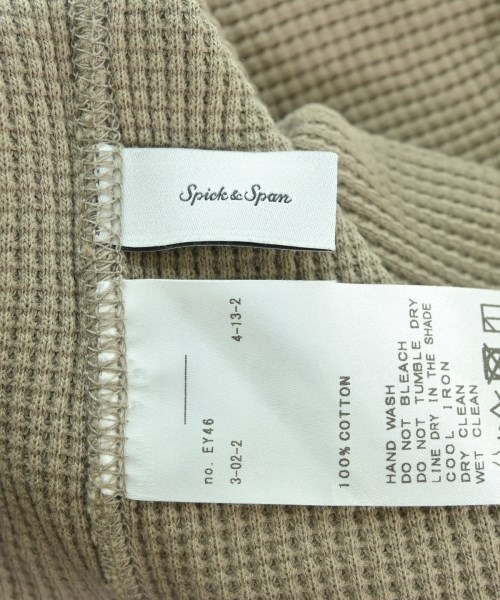 Spick & Span
no. EY46
3-02-2
4-13-2
100% COTTON
HAND WASH
DO NOT BLEACH
DO NOT TUMBLE DRY
LINE DRY IN THE SHADE
COOL IRON
DRY CLEAN
WET CLEAN